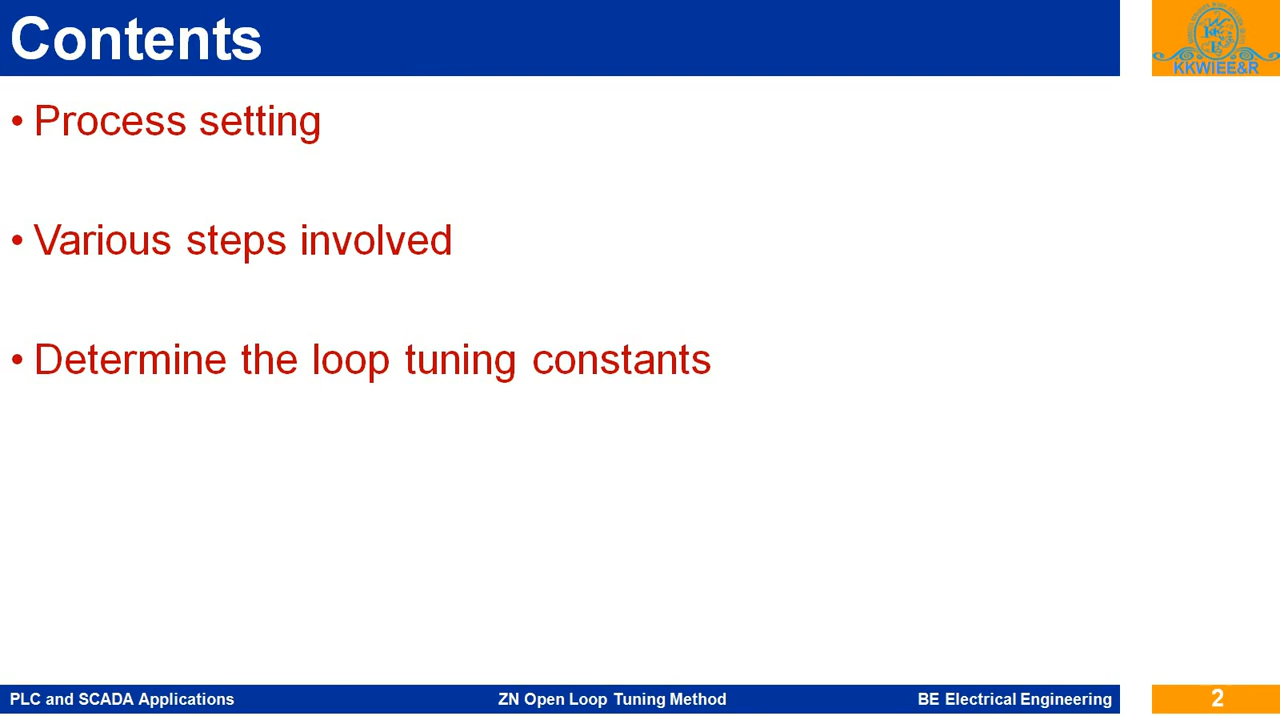 Contents
KKWIEE&R
• Process setting
• Various steps involved
• Determine the loop tuning constants
PLC and SCADA Applications
ZN Open Loop Tuning Method
BE Electrical Engineering
2